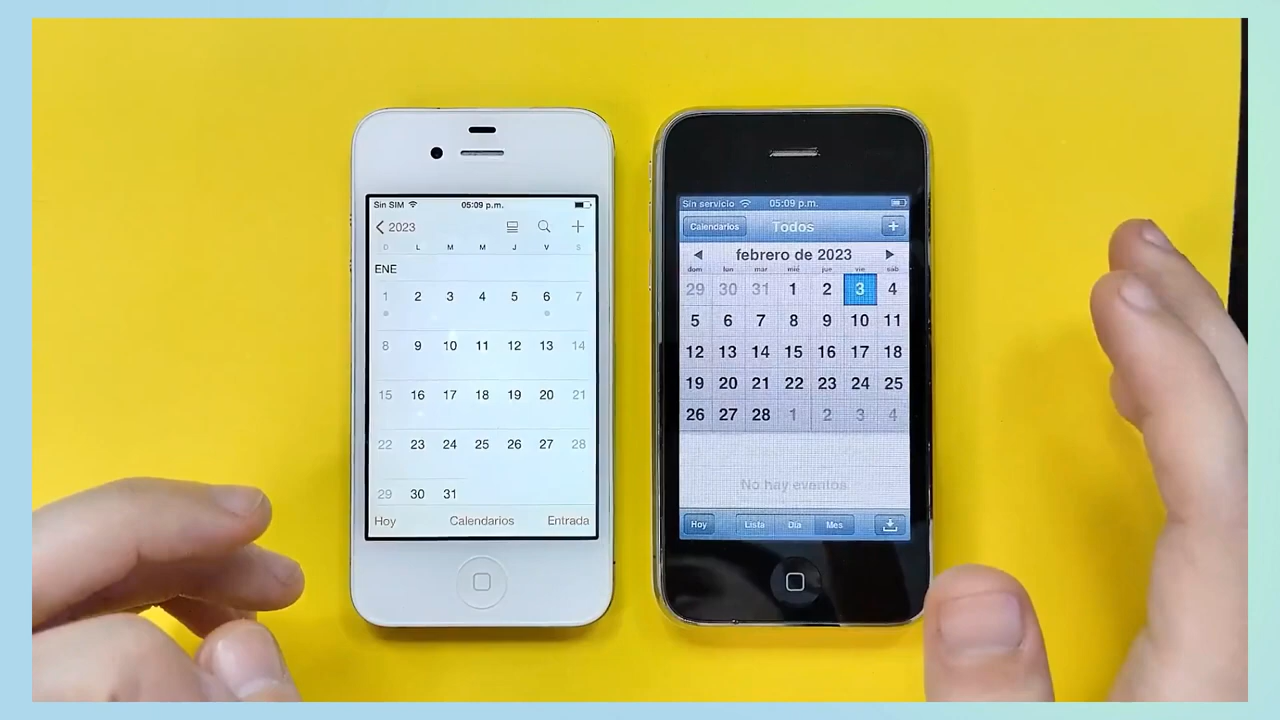 Sin SIM 05:09 p.m.
2023
D L M M J V S
ENE
1 2 3 4 5 6 7
8 9 10 11 12 13 14
15 16 17 18 19 20 21
22 23 24 25 26 27 28
29 30 31
Hoy Calendarios Entrada
Sin servicio 05:09 p.m.
Calendarios Todos +
febrero de 2023
dom lun mar mié jue vie sáb
29 30 31 1 2 3 4
5 6 7 8 9 10 11
12 13 14 15 16 17 18
19 20 21 22 23 24 25
26 27 28 1 2 3 4
No hay eventos
Hoy Lista Día Mes